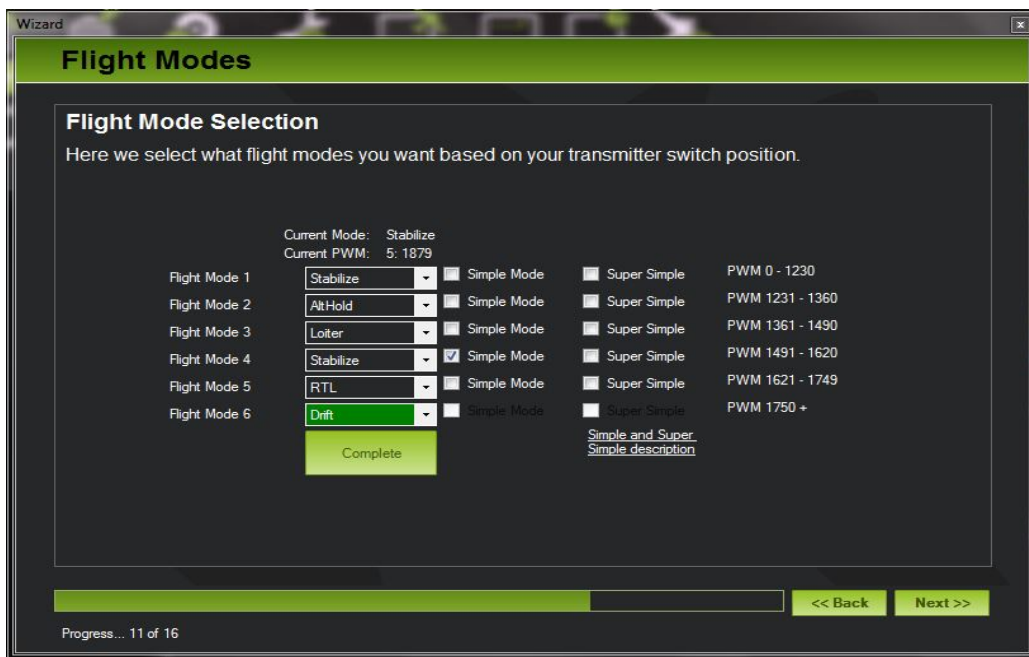 Wizard
Flight Modes
Flight Mode Selection
Here we select what flight modes you want based on your transmitter switch position.
Current Mode: Stabilize
Current PWM: 5: 1879
Flight Mode 1 Stabilize Simple Mode Super Simple PWM 0 - 1230
Flight Mode 2 AltHold Simple Mode Super Simple PWM 1231 - 1360
Flight Mode 3 Loiter Simple Mode Super Simple PWM 1361 - 1490
Flight Mode 4 Stabilize Simple Mode Super Simple PWM 1491 - 1620
Flight Mode 5 RTL Simple Mode Super Simple PWM 1621 - 1749
Flight Mode 6 Drift Simple Mode Super Simple PWM 1750 +
Complete
Simple and Super
Simple description
<< Back Next >>
Progress... 11 of 16